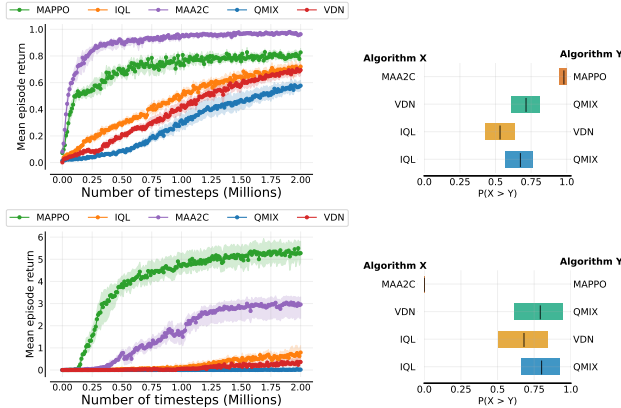 MAPPO IQL MAA2C QMIX VDN
Mean episode return
1.0
0.8
0.6
0.4
0.2
0.0
0.00 0.25 0.50 0.75 1.00 1.25 1.50 1.75 2.00
Number of timesteps (Millions)
Algorithm X Algorithm Y
MAA2C MAPPO
VDN QMIX
IQL VDN
IQL QMIX
0.0 0.25 0.5 0.75 1.0
P(X > Y)
MAPPO IQL MAA2C QMIX VDN
Mean episode return
6
5
4
3
2
1
0
0.00 0.25 0.50 0.75 1.00 1.25 1.50 1.75 2.00
Number of timesteps (Millions)
Algorithm X Algorithm Y
MAA2C MAPPO
VDN QMIX
IQL VDN
IQL QMIX
0.0 0.25 0.5 0.75 1.0
P(X > Y)